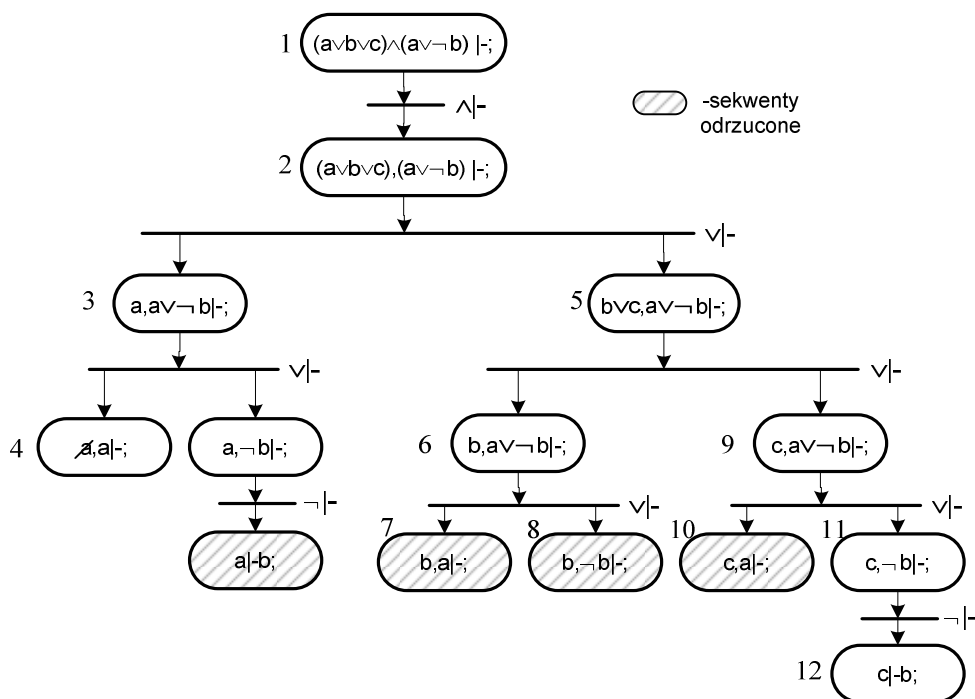 1 (a∨b∨c)∧(a∨¬ b) |-;
∧|-
-sekwenty
odrzucone
2 (a∨b∨c),(a∨¬ b) |-;
∨|-
3 a,a∨¬ b|-;
5 b∨c,a∨¬ b|-;
∨|-
∨|-
4 a,a|-;
a,¬ b|-;
6 b,a∨¬ b|-;
9 c,a∨¬ b|-;
¬|-
∨|-
∨|-
a|-b;
7 b,a|-;
8 b,¬ b|-;
10 c,a|-;
11 c,¬ b|-;
¬|-
12 c|-b;